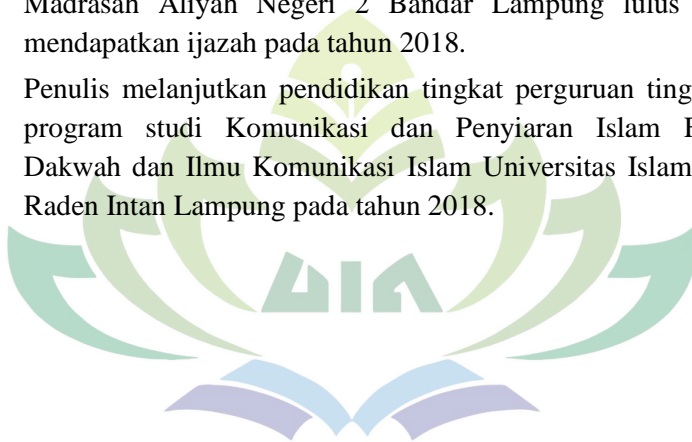 Madrasah Aliyah Negeri 2 Bandar Lampung lulus
mendapatkan ijazah pada tahun 2018.
Penulis melanjutkan pendidikan tingkat perguruan
program studi Komunikasi dan Penyiaran Islam
Dakwah dan Ilmu Komunikasi Islam Universitas Islam
Raden Intan Lampung pada tahun 2018.
UIN